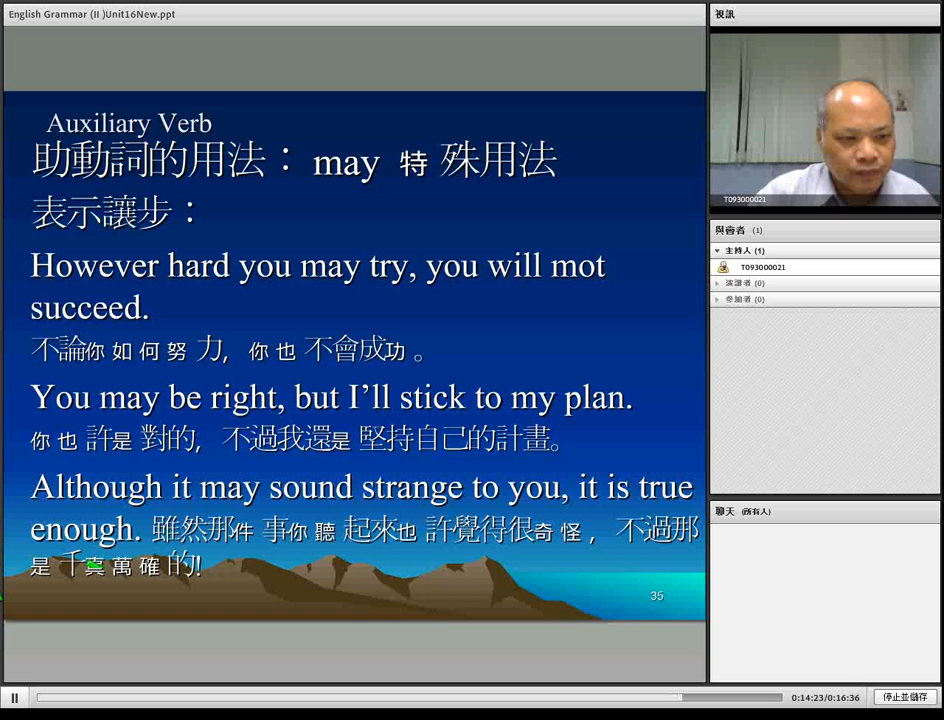 English Grammar (II )Unit16New.ppt
Auxiliary Verb
助動詞的用法： may 特殊用法
表示讓步：
However hard you may try, you will mot
succeed.
不論你如何努力, 你也不會成功。
You may be right, but I’ll stick to my plan.
你也許是對的, 不過我還是堅持自己的計畫。
Although it may sound strange to you, it is true
enough. 雖然那件事你聽起來也許覺得很奇怪, 不過那
是千真萬確的!
35
視訊
T093000021
與會者 (1)
主持人 (1)
T093000021
演講者 (0)
參加者 (0)
聊天 (所有人)
0:14:23/0:16:36
停止並儲存